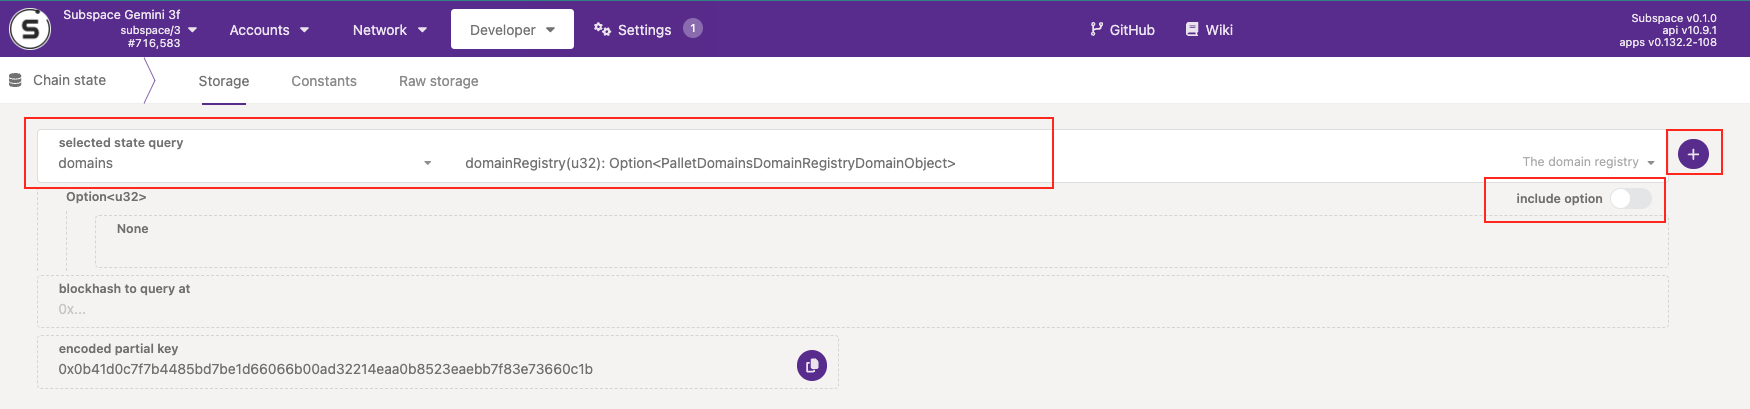 Subspace Gemini 3f
subspace/3
#716,583
Accounts
Network
Developer
Settings
1
GitHub
Wiki
Subspace v0.1.0
api v10.9.1
apps v0.132.2-108
Chain state
Storage
Constants
Raw storage
selected state query
domains
domainRegistry(u32): Option<PalletDomainsDomainRegistryDomainObject>
The domain registry
Option<u32>
include option
None
blockhash to query at
0x...
encoded partial key
0x0b41d0c7f7b4485bd7be1d66066b00ad32214eaa0b8523eaebb7f83e73660c1b